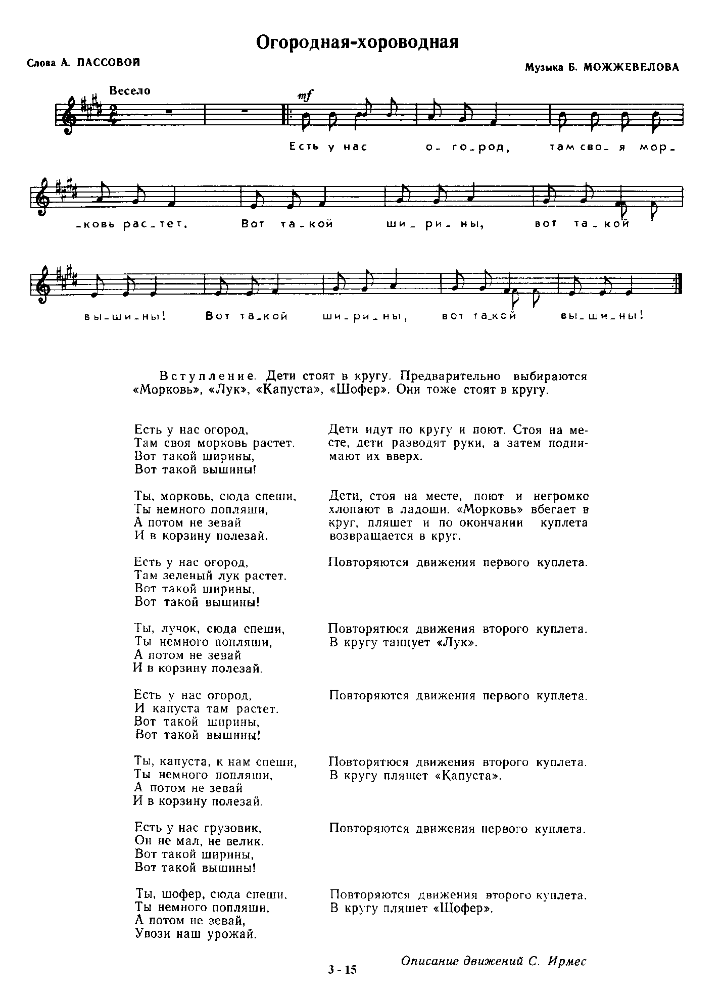 Огородная-хороводная
Слова А. ПАССОВОЙ
Музыка Б. МОЖЖЕВЕЛОВА
Весело
mf
Есть у нас о- го-род, там сво- я мор-
-ковь рас-тет. Вот та-кой ши- ри- ны, вот та- кой
вы-ши-ны! Вот та-кой ши-ри-ны, вот та-кой вы-ши-ны!
Вступление. Дети стоят в кругу. Предварительно выбираются
«Морковь», «Лук», «Капуста», «Шофер». Они тоже стоят в кругу.
Есть у нас огород,
Там своя морковь растет.
Вот такой ширины,
Вот такой вышины!
Дети идут по кругу и поют. Стоя на ме-
сте, дети разводят руки, а затем подни-
мают их вверх.
Ты, морковь, сюда спеши,
Ты немного попляши,
А потом не зевай
И в корзину полезай.
Дети, стоя на месте, поют и негромко
хлопают в ладоши. «Морковь» вбегает в
круг, пляшет и по окончании куплета
возвращается в круг.
Есть у нас огород,
Там зеленый лук растет.
Вот такой ширины,
Вот такой вышины!
Повторяются движения первого куплета.
Ты, лучок, сюда спеши,
Ты немного попляши,
А потом не зевай
И в корзину полезай.
Повторятюся движения второго куплета.
В кругу танцует «Лук».
Есть у нас огород,
И капуста там растет.
Вот такой ширины,
Вот такой вышины!
Повторяются движения первого куплета.
Ты, капуста, к нам спеши,
Ты немного попляши,
А потом не зевай
И в корзину полезай.
Повторятюся движения второго куплета.
В кругу пляшет «Капуста».
Есть у нас грузовик,
Он не мал, не велик.
Вот такой ширины,
Вот такой вышины!
Повторяются движения первого куплета.
Ты, шофер, сюда спеши.
Ты немного попляши,
А потом не зевай,
Увози наш урожай.
Повторяются движения второго куплета.
В кругу пляшет «Шофер».
Описание движений С. Ирмес
3 - 15